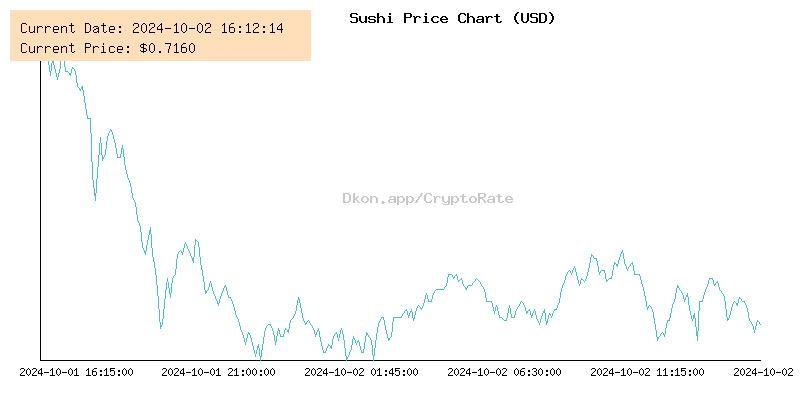 Sushi Price Chart (USD)
Current Date: 2024-10-02 16:12:14
Current Price: $0.7160
Dkon.app/CryptoRate
2024-10-01 16:15:00 2024-10-01 21:00:00 2024-10-02 01:45:00 2024-10-02 06:30:00 2024-10-02 11:15:00 2024-10-02